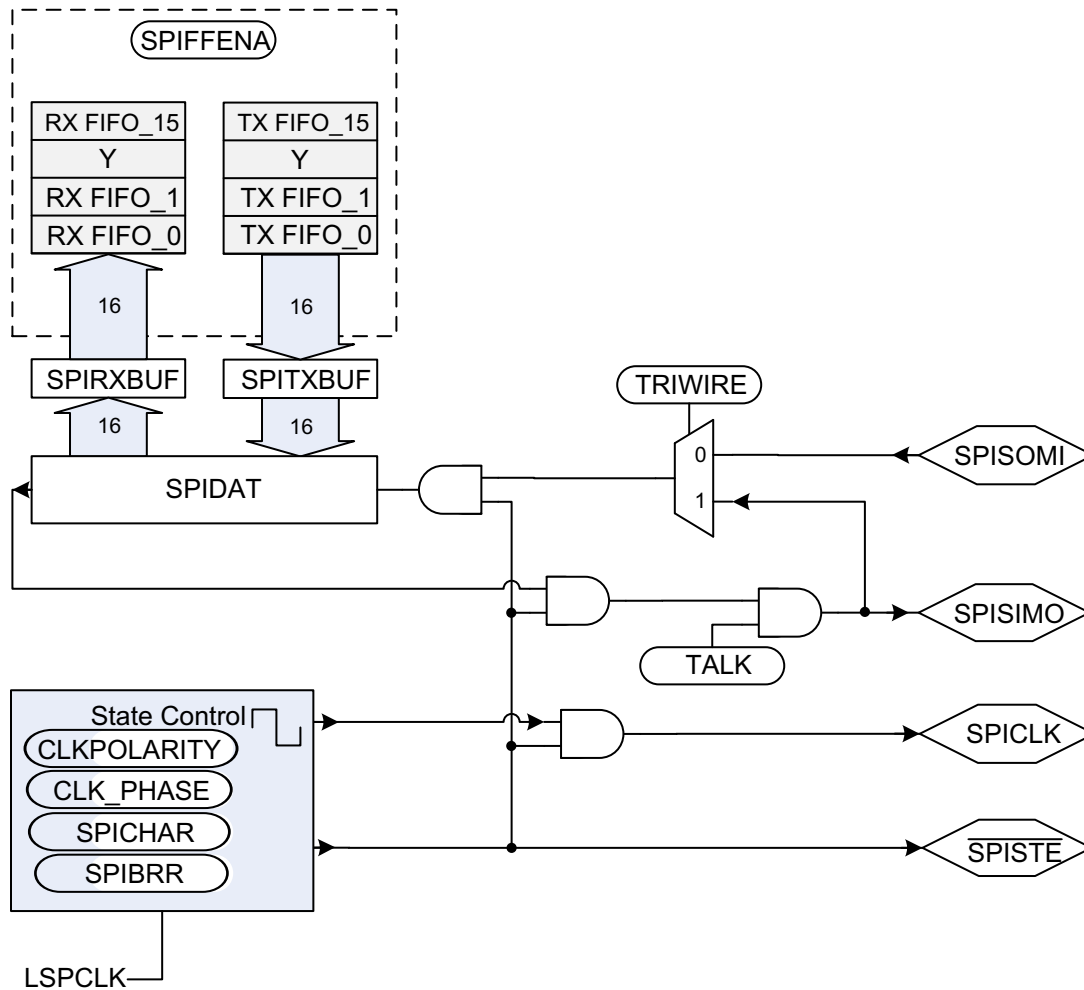 SPIFFENA
RX FIFO_15
Y
RX FIFO_1
RX FIFO_0
TX FIFO_15
Y
TX FIFO_1
TX FIFO_0
16
16
SPIRXBUF
SPITXBUF
16
16
SPIDAT
TRIWIRE
0
1
SPISOMI
SPISIMO
TALK
State Control
CLKPOLARITY
CLK_PHASE
SPICHAR
SPIBRR
SPICLK
SPISTE
LSPCLK